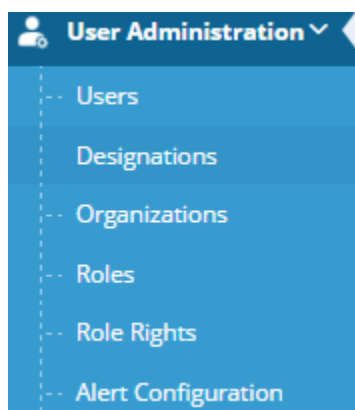 User Administration
Users
Designations
Organizations
Roles
Role Rights
Alert Configuration